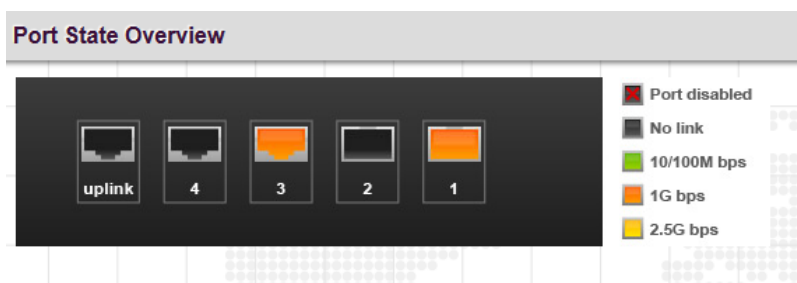 Port State Overview
Port disabled
No link
10/100M bps
1G bps
2.5G bps
uplink 4 3 2 1